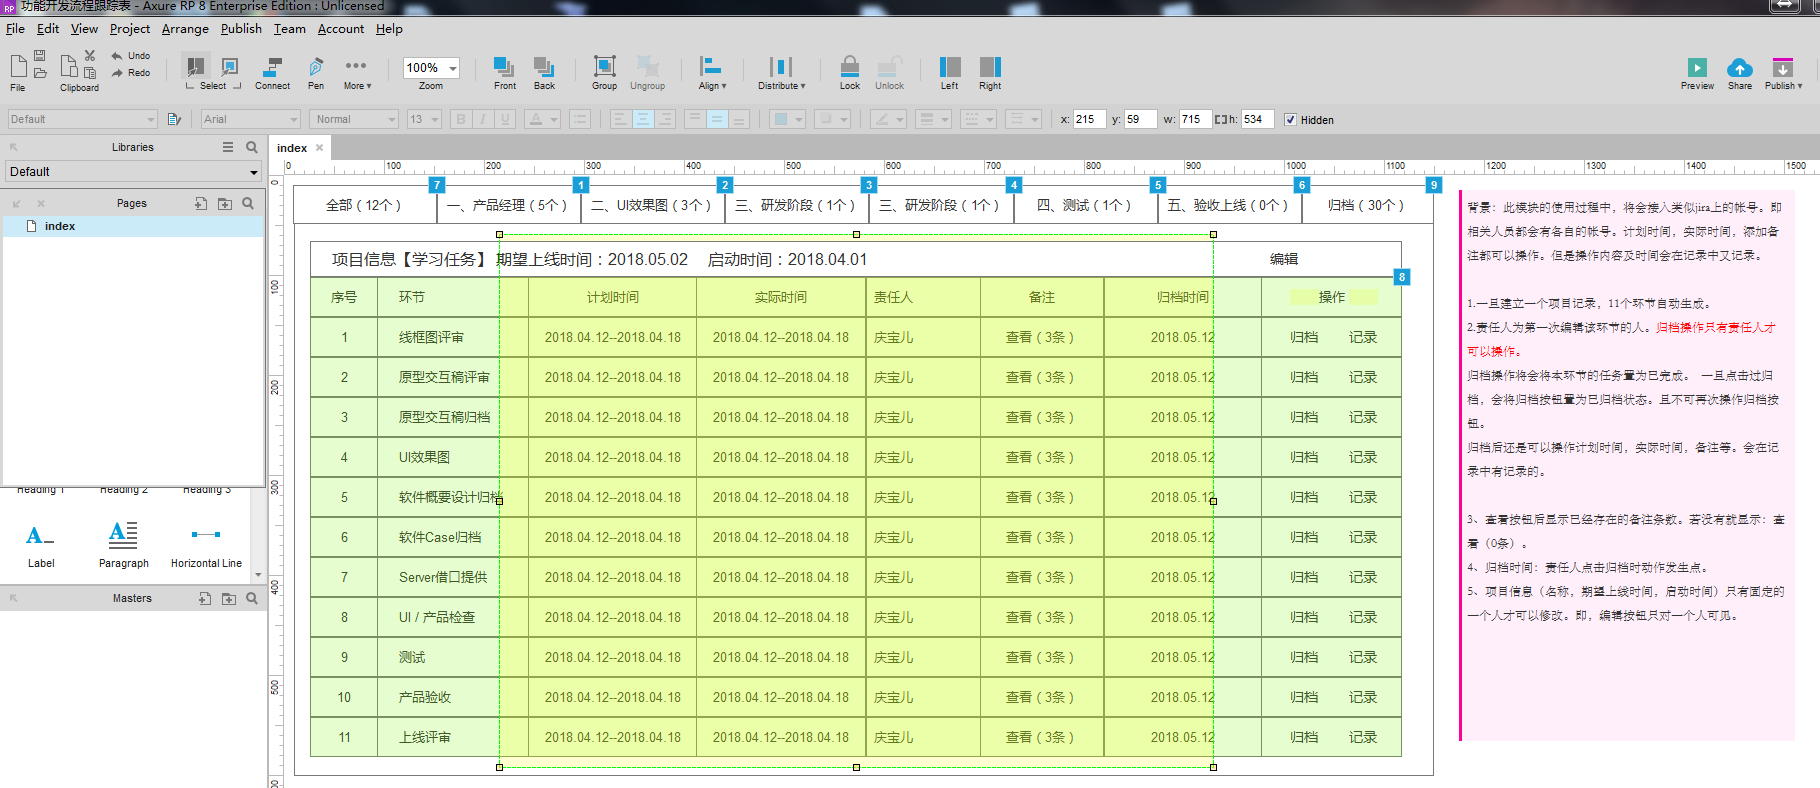 功能开发流程跟踪表 - Axure RP 8 Enterprise Edition : Unlicensed
File Edit View Project Arrange Publish Team Account Help
Undo
Redo
100%
File Clipboard Select Connect Pen More Zoom Front Back Group Ungroup Align Distribute Lock Unlock Left Right Preview Share Publish
Default Arial Normal 13 B I U A x: 215 y: 59 w: 715 h: 534 Hidden
Libraries
Default
Pages
index
Heading 1 Heading 2 Heading 3
Label Paragraph Horizontal Line
Masters
index
0 100 200 300 400 500 600 700 800 900 1000 1100 1200 1300 1400 1500
0
100
200
300
400
500
7 1 2 3 4 5 6 9
全部（12个） 一、产品经理（5个） 二、UI效果图（3个） 三、研发阶段（1个） 三、研发阶段（1个） 四、测试（1个） 五、验收上线（0个） 归档（30个）
项目信息【学习任务】 期望上线时间：2018.05.02 启动时间：2018.04.01 编辑
8
序号 环节 计划时间 实际时间 责任人 备注 归档时间 操作
1 线框图评审 2018.04.12--2018.04.18 2018.04.12--2018.04.18 庆宝儿 查看（3条） 2018.05.12 归档 记录
2 原型交互稿评审 2018.04.12--2018.04.18 2018.04.12--2018.04.18 庆宝儿 查看（3条） 2018.05.12 归档 记录
3 原型交互稿归档 2018.04.12--2018.04.18 2018.04.12--2018.04.18 庆宝儿 查看（3条） 2018.05.12 归档 记录
4 UI效果图 2018.04.12--2018.04.18 2018.04.12--2018.04.18 庆宝儿 查看（3条） 2018.05.12 归档 记录
5 软件概要设计归档 2018.04.12--2018.04.18 2018.04.12--2018.04.18 庆宝儿 查看（3条） 2018.05.12 归档 记录
6 软件Case归档 2018.04.12--2018.04.18 2018.04.12--2018.04.18 庆宝儿 查看（3条） 2018.05.12 归档 记录
7 Server借口提供 2018.04.12--2018.04.18 2018.04.12--2018.04.18 庆宝儿 查看（3条） 2018.05.12 归档 记录
8 UI / 产品检查 2018.04.12--2018.04.18 2018.04.12--2018.04.18 庆宝儿 查看（3条） 2018.05.12 归档 记录
9 测试 2018.04.12--2018.04.18 2018.04.12--2018.04.18 庆宝儿 查看（3条） 2018.05.12 归档 记录
10 产品验收 2018.04.12--2018.04.18 2018.04.12--2018.04.18 庆宝儿 查看（3条） 2018.05.12 归档 记录
11 上线评审 2018.04.12--2018.04.18 2018.04.12--2018.04.18 庆宝儿 查看（3条） 2018.05.12 归档 记录
背景：此模块的使用过程中，将会接入类似jira上的帐号。即
相关人员都会有各自的帐号。计划时间，实际时间，添加备
注都可以操作。但是操作内容及时间会在记录中又记录。
1.一旦建立一个项目记录，11个环节自动生成。
2.责任人为第一次编辑该环节的人。归档操作只有责任人才
可以操作。
归档操作将会将本环节的任务置为已完成。 一旦点击过归
档，会将归档按钮置为已归档状态。且不可再次操作归档按
钮。
归档后还是可以操作计划时间，实际时间，备注等。会在记
录中有记录的。
3、查看按钮后显示已经存在的备注条数。若没有就显示：查
看（0条）。
4、归档时间：责任人点击归档时动作发生点。
5、项目信息（名称，期望上线时间，启动时间）只有固定的
一个人才可以修改。即，编辑按钮只对一个人可见。